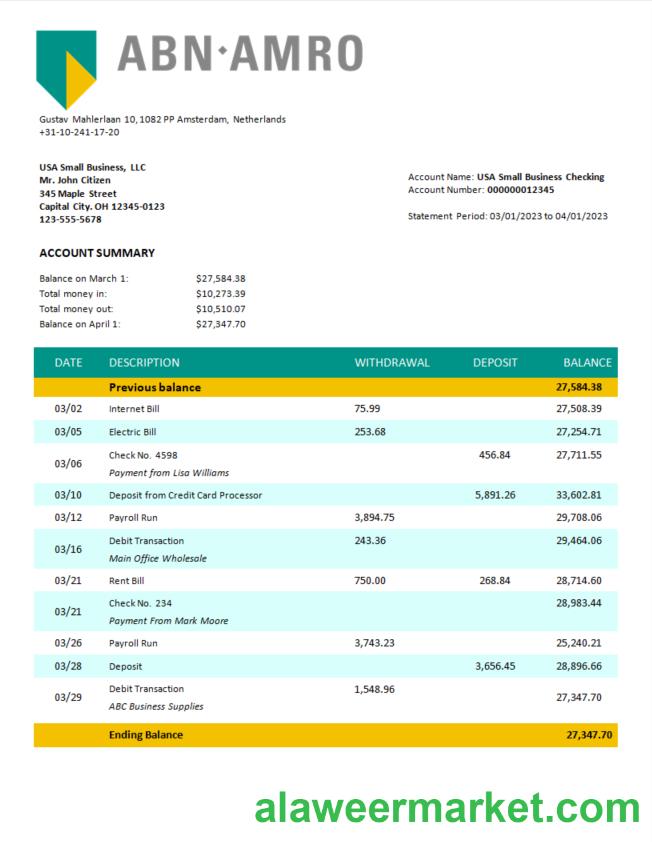 ABN·AMRO
Gustav Mahlerlaan 10,1082 PP Amsterdam, Netherlands
+31-10-241-17-20
USA Small Business, LLC
Mr. John Citizen
345 Maple Street
Capital City. OH 12345-0123
123-555-5678
Account Name: USA Small Business Checking
Account Number: 000000012345
Statement Period: 03/01/2023 to 04/01/2023
ACCOUNT SUMMARY
Balance on March 1: $27,584.38
Total money in: $10,273.39
Total money out: $10,510.07
Balance on April 1: $27,347.70
DATE DESCRIPTION WITHDRAWAL DEPOSIT BALANCE
Previous balance 27,584.38
03/02 Internet Bill 75.99 27,508.39
03/05 Electric Bill 253.68 27,254.71
03/06 Check No. 4598 456.84 27,711.55
Payment from Lisa Williams
03/10 Deposit from Credit Card Processor 5,891.26 33,602.81
03/12 Payroll Run 3,894.75 29,708.06
03/16 Debit Transaction 243.36 29,464.06
Main Office Wholesale
03/21 Rent Bill 750.00 268.84 28,714.60
03/21 Check No. 234 28,983.44
Payment From Mark Moore
03/26 Payroll Run 3,743.23 25,240.21
03/28 Deposit 3,656.45 28,896.66
03/29 Debit Transaction 1,548.96 27,347.70
ABC Business Supplies
Ending Balance 27,347.70
alaweermarket.com